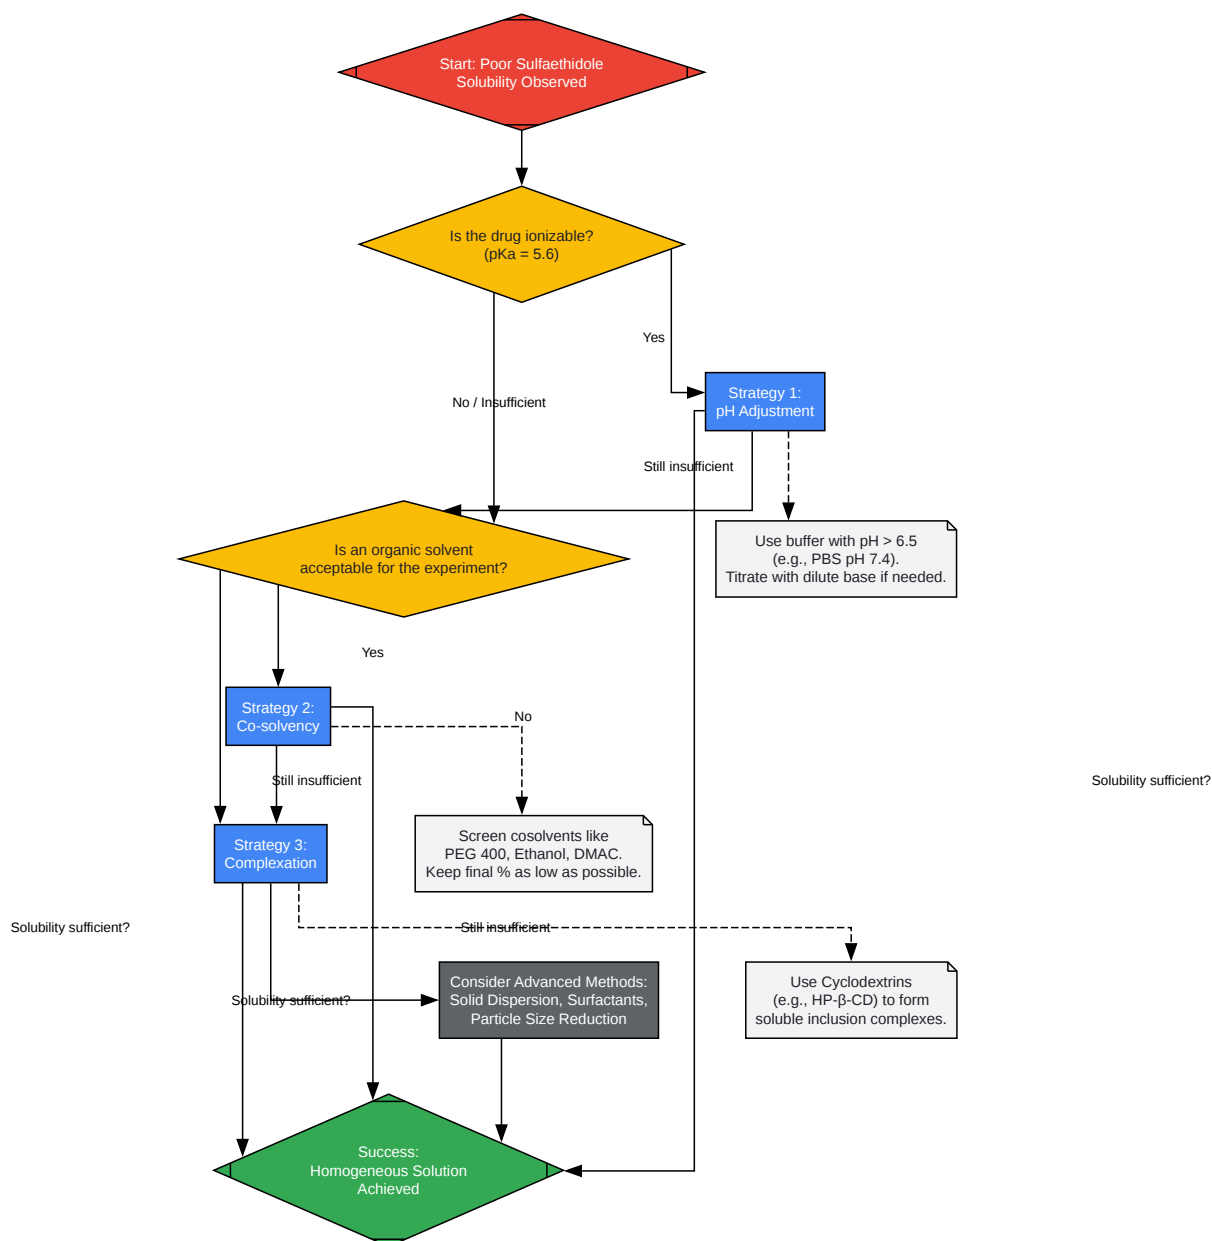 Start: Poor Sulfaethidole
Solubility Observed
Is the drug ionizable?
(pKa = 5.6)
Yes
Strategy 1:
pH Adjustment
No / Insufficient
Still insufficient
Use buffer with pH > 6.5
(e.g., PBS pH 7.4).
Titrate with dilute base if needed.
Is an organic solvent
acceptable for the experiment?
Yes
Strategy 2:
Co-solvency
No
Still insufficient
Solubility sufficient?
Screen cosolvents like
PEG 400, Ethanol, DMAC.
Keep final % as low as possible.
Strategy 3:
Complexation
Solubility sufficient?
Still insufficient
Solubility sufficient?
Consider Advanced Methods:
Solid Dispersion, Surfactants,
Particle Size Reduction
Use Cyclodextrins
(e.g., HP-β-CD) to form
soluble inclusion complexes.
Success:
Homogeneous Solution
Achieved